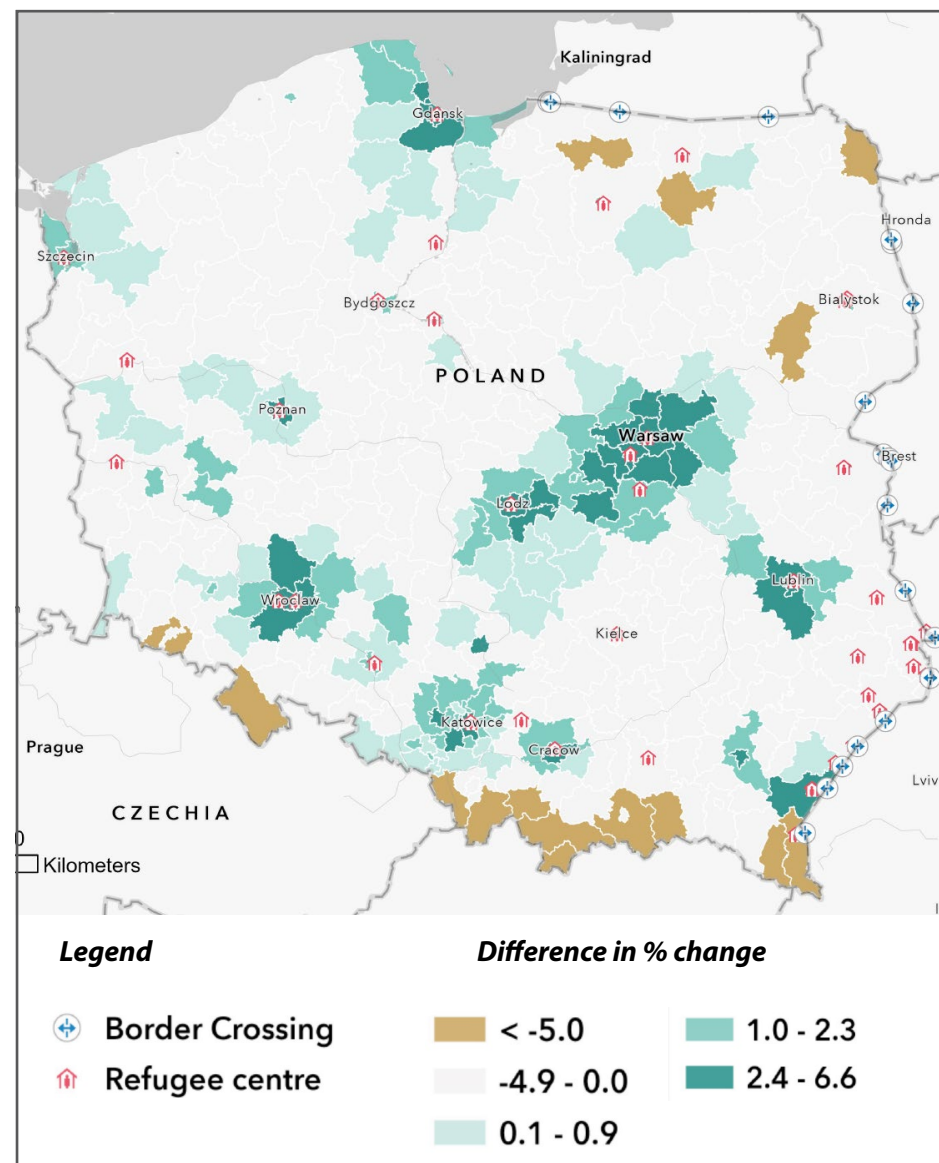 Kaliningrad
Gdańsk
Hronda
Szczecin
Bydgoszcz
Bialystok
POLAND
Poznan
Warsaw
Brest
Lodz
Lublin
Wroclaw
Kielce
Katowice
Cracow
Prague
Lviv
CZECHIA
0
Kilometers
Legend
Difference in % change
Border Crossing
< -5.0
1.0 - 2.3
Refugee centre
-4.9 - 0.0
2.4 - 6.6
0.1 - 0.9